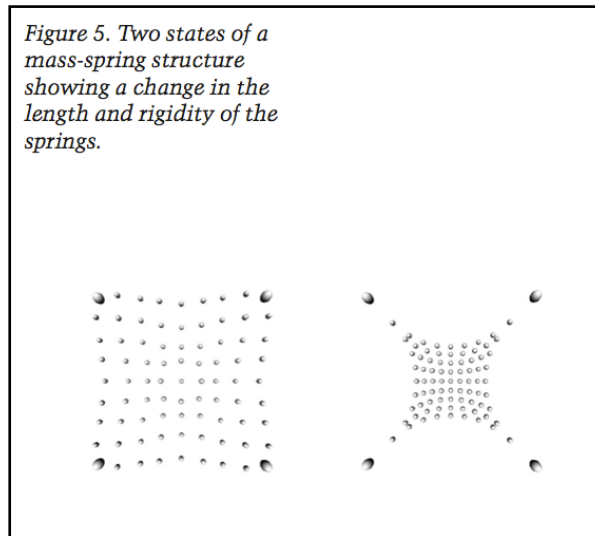 Figure 5. Two states of a
mass-spring structure
showing a change in the
length and rigidity of the
springs.